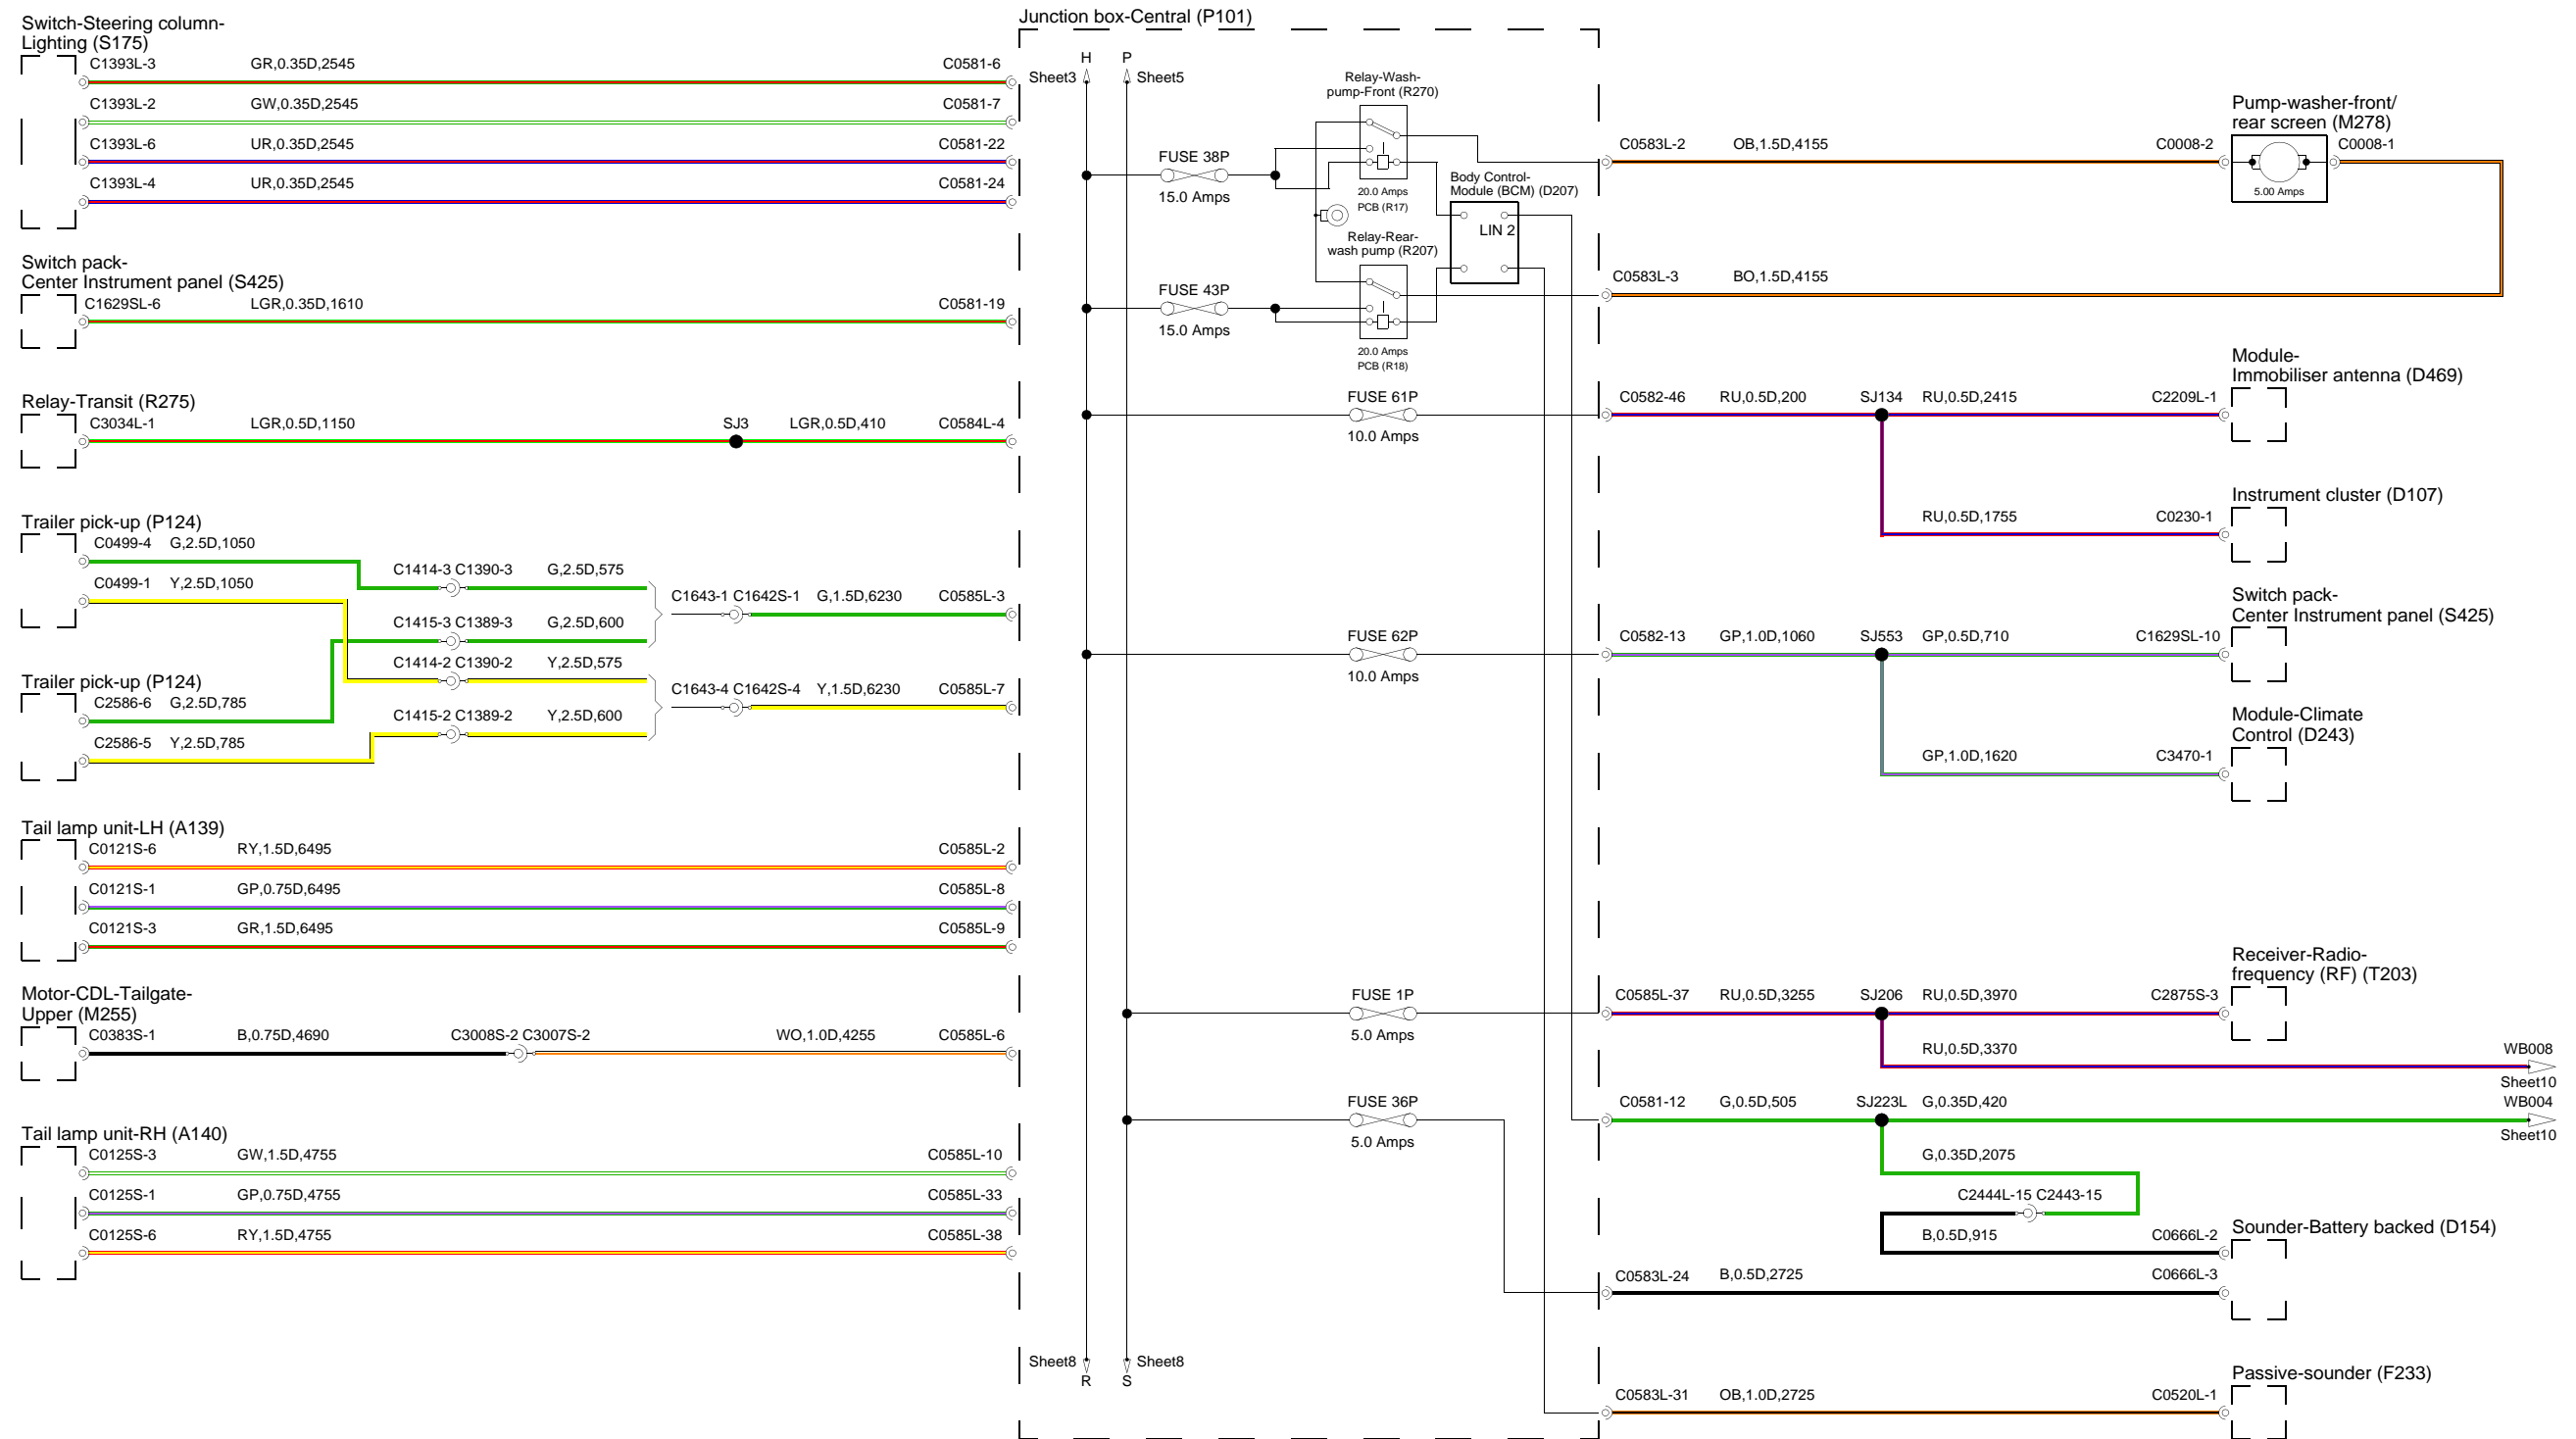 Switch-Steering column-
Lighting (S175)
C1393L-3 GR,0.35D,2545 C0581-6
C1393L-2 GW,0.35D,2545 C0581-7
C1393L-6 UR,0.35D,2545 C0581-22
C1393L-4 UR,0.35D,2545 C0581-24
Switch pack-
Center Instrument panel (S425)
C1629SL-6 LGR,0.35D,1610 C0581-19
Relay-Transit (R275)
C3034L-1 LGR,0.5D,1150 SJ3 LGR,0.5D,410 C0584L-4
Trailer pick-up (P124)
C0499-4 G,2.5D,1050
C0499-1 Y,2.5D,1050
C1414-3 C1390-3 G,2.5D,575
C1643-1 C1642S-1 G,1.5D,6230 C0585L-3
C1415-3 C1389-3 G,2.5D,600
C1414-2 C1390-2 Y,2.5D,575
Trailer pick-up (P124)
C1643-4 C1642S-4 Y,1.5D,6230 C0585L-7
C2586-6 G,2.5D,785
C1415-2 C1389-2 Y,2.5D,600
C2586-5 Y,2.5D,785
Tail lamp unit-LH (A139)
C0121S-6 RY,1.5D,6495 C0585L-2
C0121S-1 GP,0.75D,6495 C0585L-8
C0121S-3 GR,1.5D,6495 C0585L-9
Motor-CDL-Tailgate-
Upper (M255)
C0383S-1 B,0.75D,4690 C3008S-2 C3007S-2 WO,1.0D,4255 C0585L-6
Tail lamp unit-RH (A140)
C0125S-3 GW,1.5D,4755 C0585L-10
C0125S-1 GP,0.75D,4755 C0585L-33
C0125S-6 RY,1.5D,4755 C0585L-38
Junction box-Central (P101)
H P
Sheet3 Sheet5
Relay-Wash-
pump-Front (R270)
FUSE 38P
15.0 Amps
20.0 Amps
PCB (R17)
Body Control-
Module (BCM) (D207)
LIN 2
Relay-Rear-
wash pump (R207)
FUSE 43P
15.0 Amps
20.0 Amps
PCB (R18)
FUSE 61P
10.0 Amps
FUSE 62P
10.0 Amps
FUSE 1P
5.0 Amps
FUSE 36P
5.0 Amps
Sheet8 Sheet8
R S
Pump-washer-front/
rear screen (M278)
C0583L-2 OB,1.5D,4155 C0008-2 C0008-1
5.00 Amps
C0583L-3 BO,1.5D,4155
Module-
Immobiliser antenna (D469)
C0582-46 RU,0.5D,200 SJ134 RU,0.5D,2415 C2209L-1
Instrument cluster (D107)
RU,0.5D,1755 C0230-1
Switch pack-
Center Instrument panel (S425)
C0582-13 GP,1.0D,1060 SJ553 GP,0.5D,710 C1629SL-10
Module-Climate
Control (D243)
GP,1.0D,1620 C3470-1
Receiver-Radio-
frequency (RF) (T203)
C0585L-37 RU,0.5D,3255 SJ206 RU,0.5D,3970 C2875S-3
RU,0.5D,3370 WB008
Sheet10
C0581-12 G,0.5D,505 SJ223L G,0.35D,420 WB004
Sheet10
G,0.35D,2075
C2444L-15 C2443-15
Sounder-Battery backed (D154)
B,0.5D,915 C0666L-2
C0583L-24 B,0.5D,2725 C0666L-3
Passive-sounder (F233)
C0583L-31 OB,1.0D,2725 C0520L-1